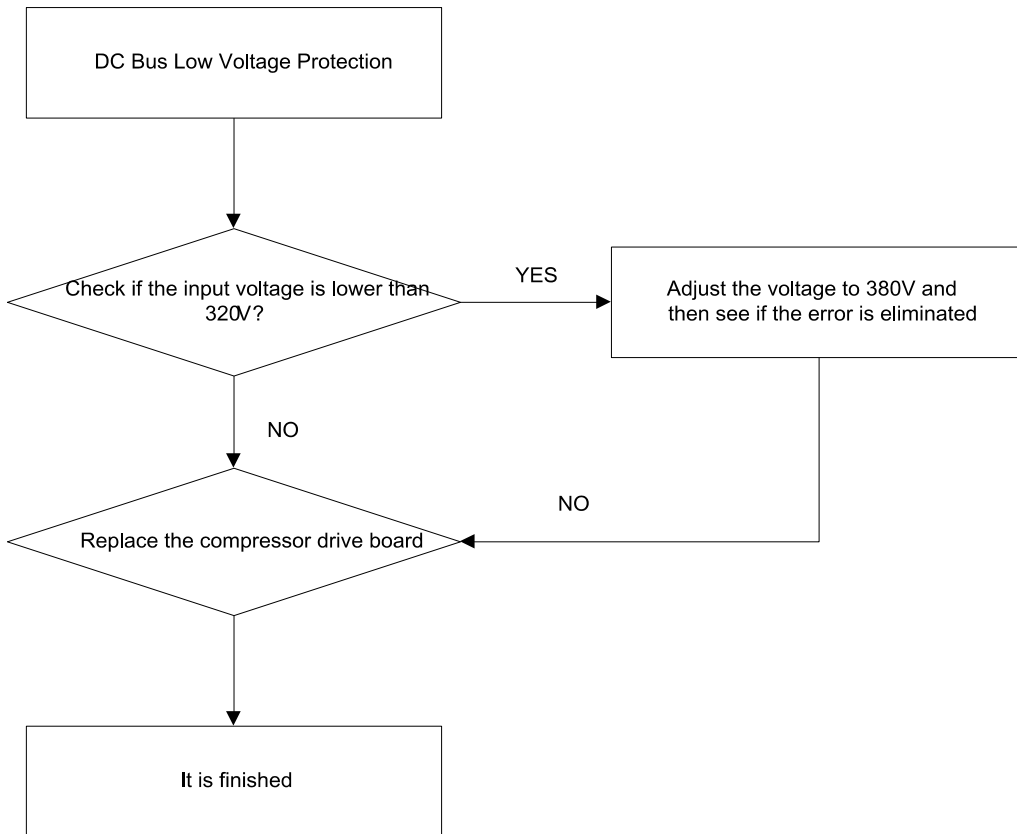 DC Bus Low Voltage Protection
Check if the input voltage is lower than
320V?
YES
Adjust the voltage to 380V and
then see if the error is eliminated
NO
NO
Replace the compressor drive board
It is finished